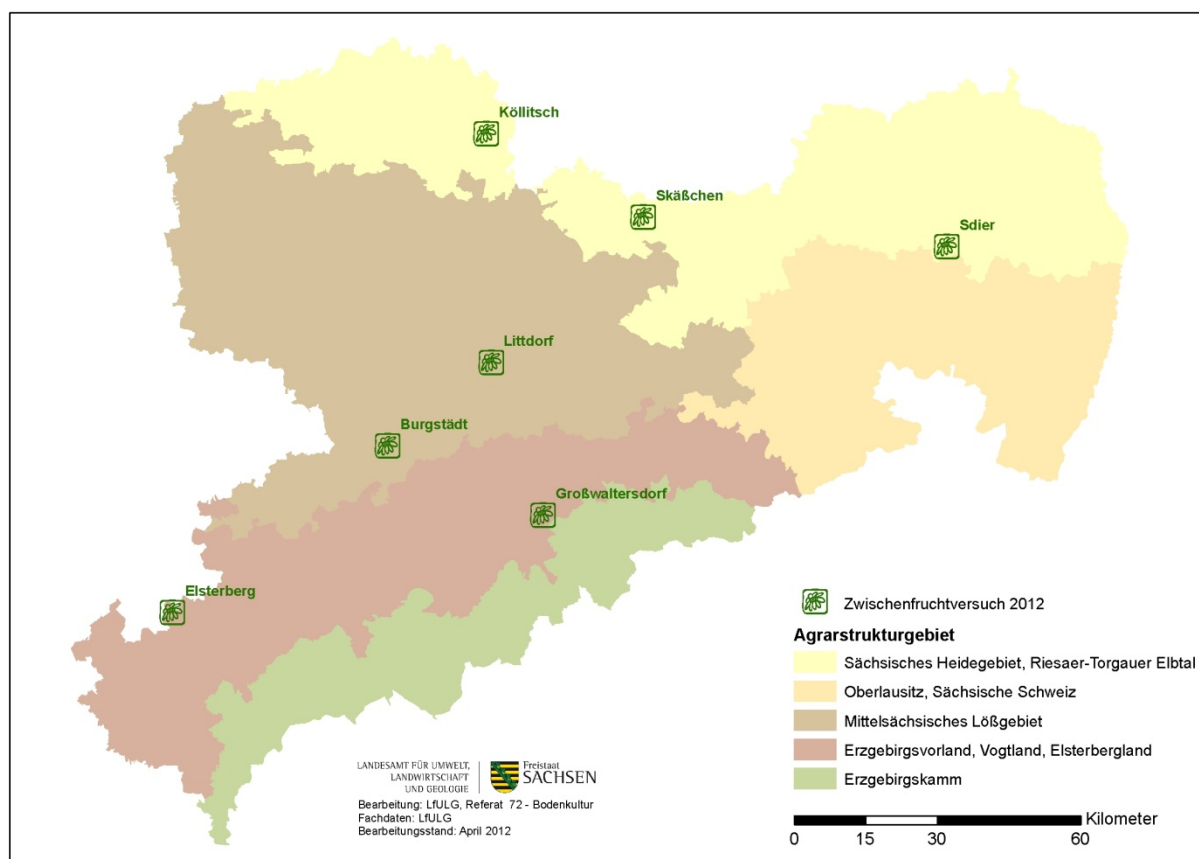 Köllitsch
Skäßchen
Sdier
Littdorf
Burgstädt
Großwaltersdorf
Elsterberg
Zwischenfruchtversuch 2012
Agrarstrukturgebiet
Sächsisches Heidegebiet, Riesaer-Torgauer Elbtal
Oberlausitz, Sächsische Schweiz
Mittelsächsisches Lößgebiet
Erzgebirgsvorland, Vogtland, Elsterbergland
Erzgebirgskamm
LANDESAMT FÜR UMWELT,
LANDWIRTSCHAFT
UND GEOLOGIE
Freistaat
SACHSEN
Bearbeitung: LfULG, Referat 72 - Bodenkultur
Fachdaten: LfULG
Bearbeitungsstand: April 2012
Kilometer
0 15 30 60